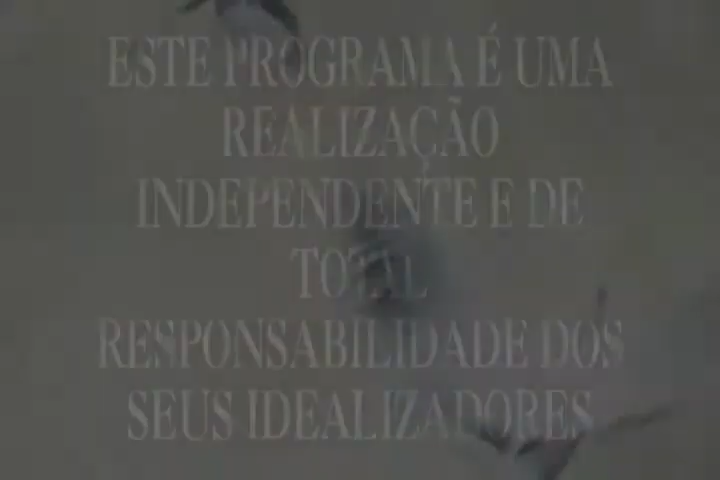 ESTE PROGRAMA É UMA
REALIZAÇÃO
INDEPENDENTE E DE
TOTAL
RESPONSABILIDADE DOS
SEUS IDEALIZADORES